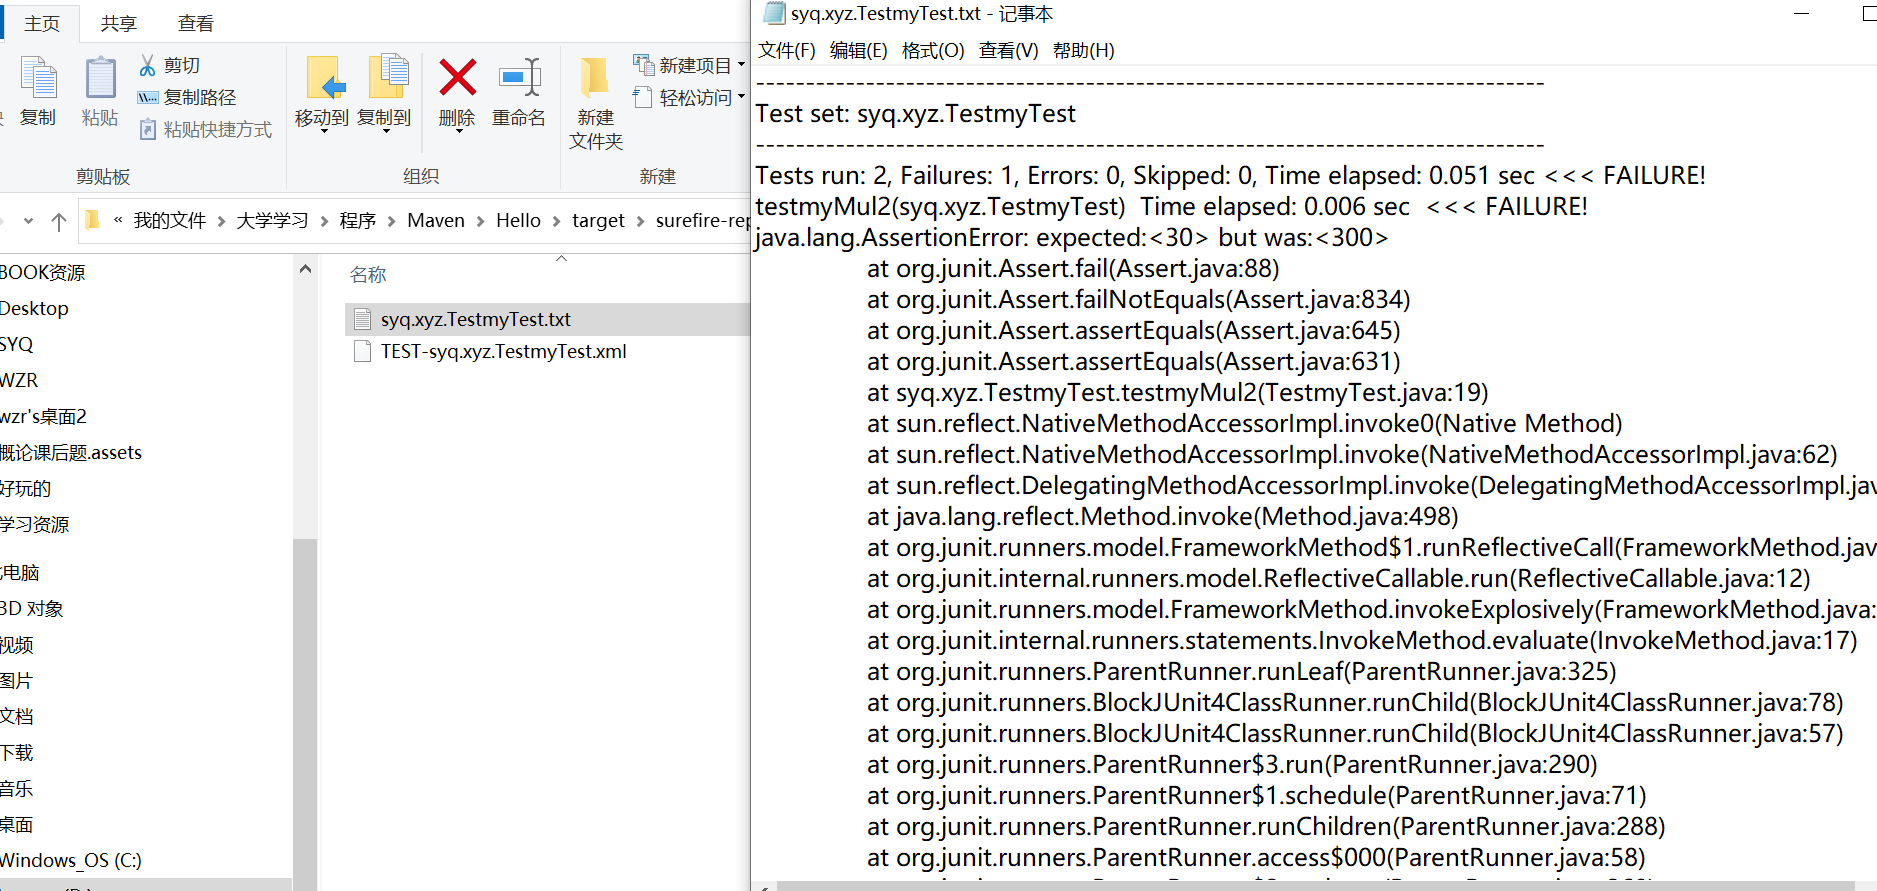 主页 共享 查看
复制
粘贴
剪切
复制路径
粘贴快捷方式
移动到
复制到
删除
重命名
新建
文件夹
新建项目
轻松访问
剪贴板
组织
新建
« 我的文件 > 大学学习 > 程序 > Maven > Hello > target > surefire-rep
BOOK资源
Desktop
SYQ
WZR
wzr's桌面2
概论课后题.assets
好玩的
学习资源
电脑
3D 对象
视频
图片
文档
下载
音乐
桌面
Windows_OS (C:)
名称
syq.xyz.TestmyTest.txt
TEST-syq.xyz.TestmyTest.xml
syq.xyz.TestmyTest.txt - 记事本
文件(F) 编辑(E) 格式(O) 查看(V) 帮助(H)
-------------------------------------------------------------------------------
Test set: syq.xyz.TestmyTest
-------------------------------------------------------------------------------
Tests run: 2, Failures: 1, Errors: 0, Skipped: 0, Time elapsed: 0.051 sec <<< FAILURE!
testmyMul2(syq.xyz.TestmyTest)  Time elapsed: 0.006 sec  <<< FAILURE!
java.lang.AssertionError: expected:<30> but was:<300>
at org.junit.Assert.fail(Assert.java:88)
at org.junit.Assert.failNotEquals(Assert.java:834)
at org.junit.Assert.assertEquals(Assert.java:645)
at org.junit.Assert.assertEquals(Assert.java:631)
at syq.xyz.TestmyTest.testmyMul2(TestmyTest.java:19)
at sun.reflect.NativeMethodAccessorImpl.invoke0(Native Method)
at sun.reflect.NativeMethodAccessorImpl.invoke(NativeMethodAccessorImpl.java:62)
at sun.reflect.DelegatingMethodAccessorImpl.invoke(DelegatingMethodAccessorImpl.jav
at java.lang.reflect.Method.invoke(Method.java:498)
at org.junit.runners.model.FrameworkMethod$1.runReflectiveCall(FrameworkMethod.jav
at org.junit.internal.runners.model.ReflectiveCallable.run(ReflectiveCallable.java:12)
at org.junit.runners.model.FrameworkMethod.invokeExplosively(FrameworkMethod.java:
at org.junit.internal.runners.statements.InvokeMethod.evaluate(InvokeMethod.java:17)
at org.junit.runners.ParentRunner.runLeaf(ParentRunner.java:325)
at org.junit.runners.BlockJUnit4ClassRunner.runChild(BlockJUnit4ClassRunner.java:78)
at org.junit.runners.BlockJUnit4ClassRunner.runChild(BlockJUnit4ClassRunner.java:57)
at org.junit.runners.ParentRunner$3.run(ParentRunner.java:290)
at org.junit.runners.ParentRunner$1.schedule(ParentRunner.java:71)
at org.junit.runners.ParentRunner.runChildren(ParentRunner.java:288)
at org.junit.runners.ParentRunner.access$000(ParentRunner.java:58)